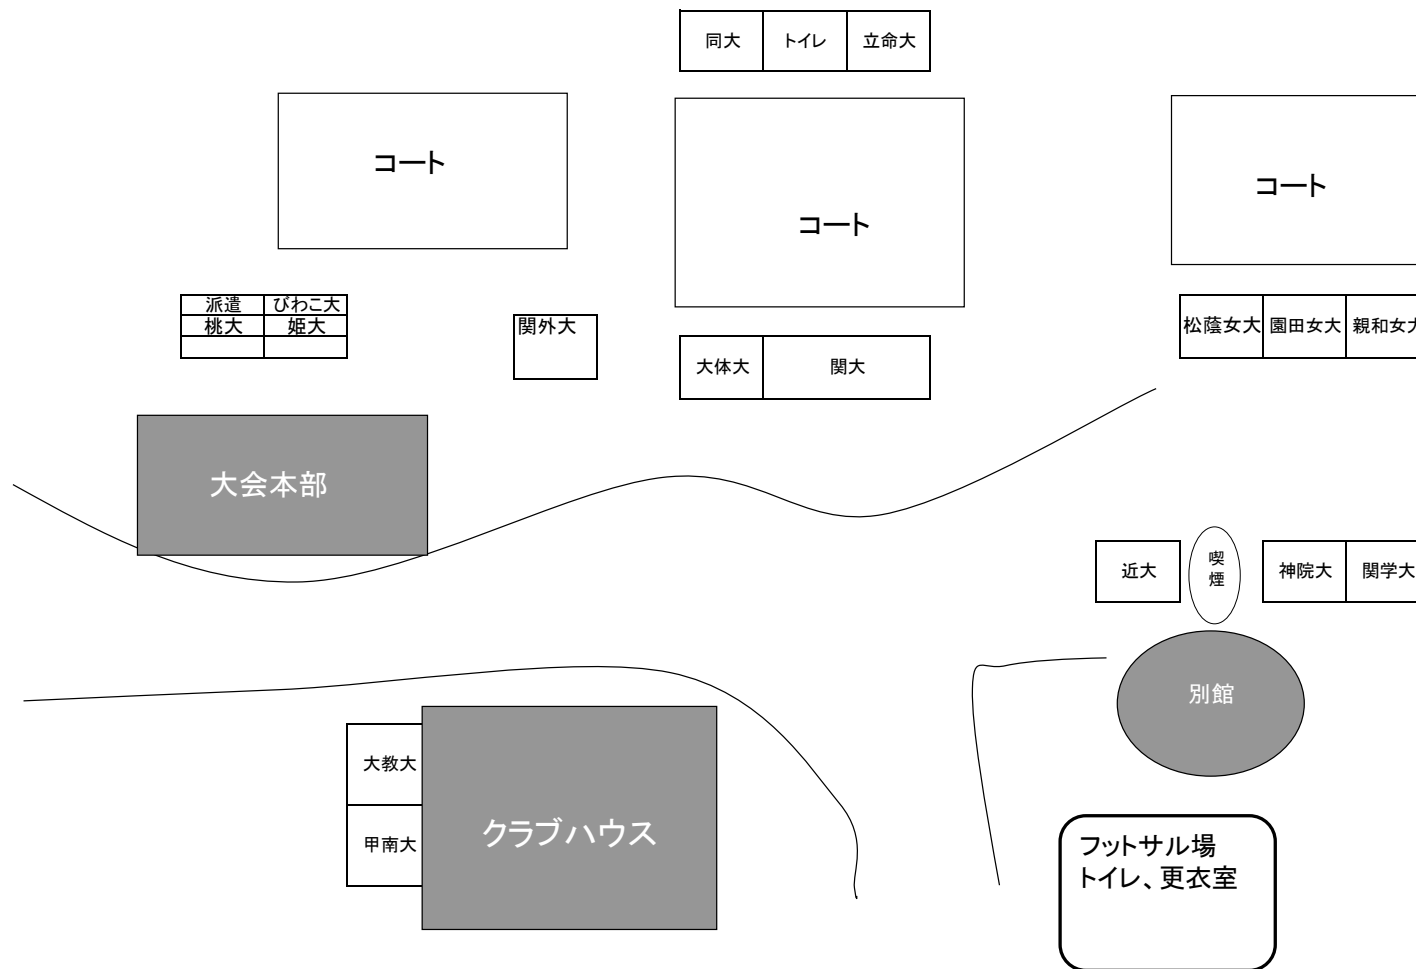 同大 トイレ 立命大
コート
コート
コート
派遣 びわこ大
桃大 姫大
関外大
大体大 関大
松蔭女大 園田女大 親和女大
大会本部
近大
喫
煙
神院大 関学大
別館
大教大
甲南大
クラブハウス
フットサル場
トイレ、更衣室